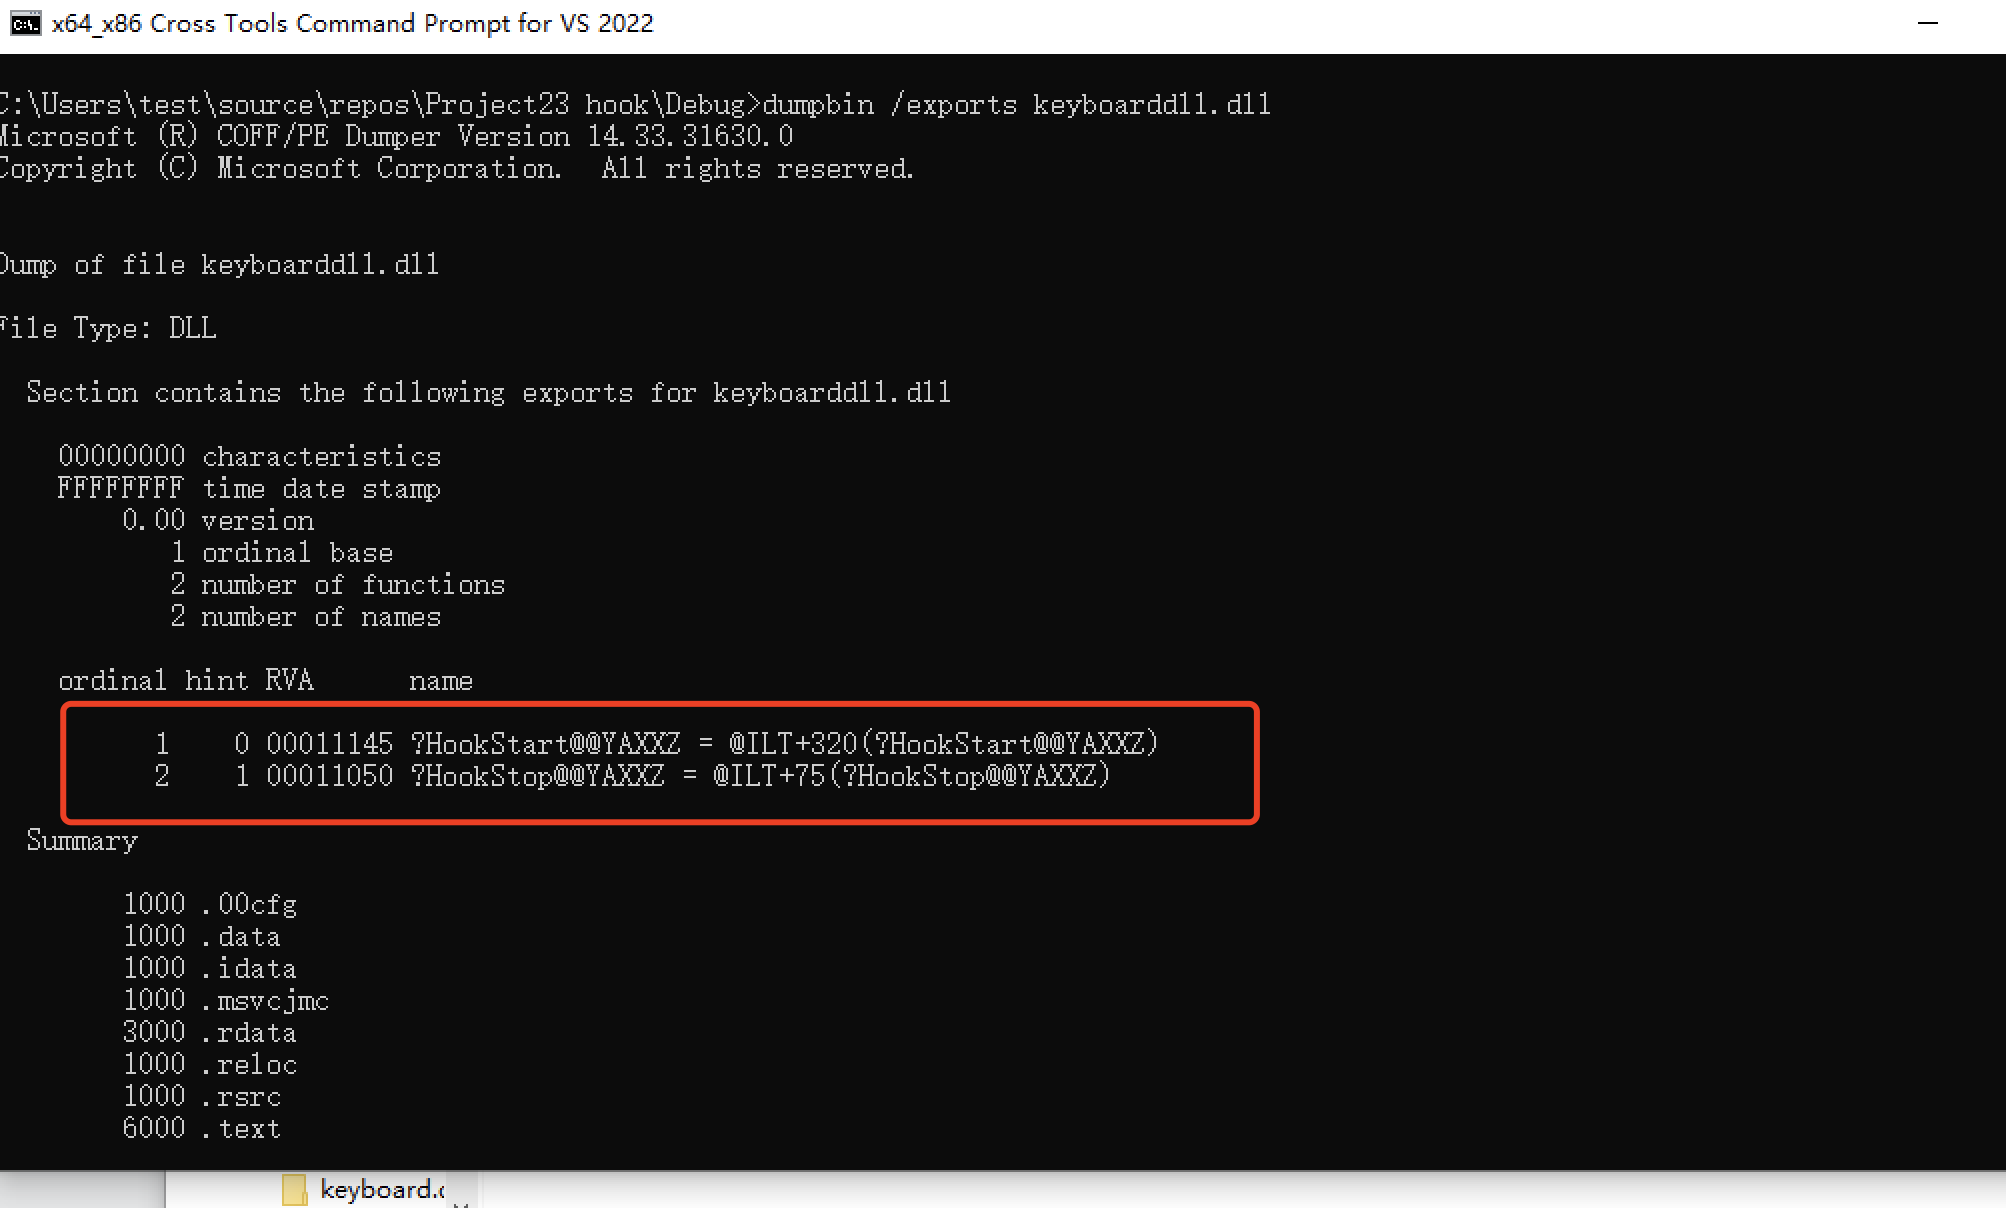 x64_x86 Cross Tools Command Prompt for VS 2022
C:\Users\test\source\repos\Project23 hook\Debug>dumpbin /exports keyboarddll.dll
Microsoft (R) COFF/PE Dumper Version 14.33.31630.0
Copyright (C) Microsoft Corporation.  All rights reserved.
Dump of file keyboarddll.dll
File Type: DLL
Section contains the following exports for keyboarddll.dll
00000000 characteristics
FFFFFFFF time date stamp
0.00 version
1 ordinal base
2 number of functions
2 number of names
ordinal hint RVA      name
1    0 00011145 ?HookStart@@YAXXZ = @ILT+320(?HookStart@@YAXXZ)
2    1 00011050 ?HookStop@@YAXXZ = @ILT+75(?HookStop@@YAXXZ)
Summary
1000 .00cfg
1000 .data
1000 .idata
1000 .msvcjmc
3000 .rdata
1000 .reloc
1000 .rsrc
6000 .text
keyboard.